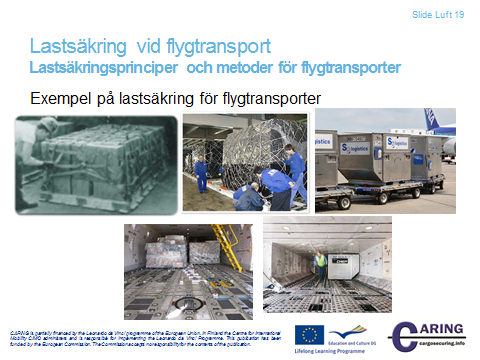 Slide Luft 19
Lastsäkring vid flygtransport
Lastsäkringsprinciper och metoder för flygtransporter
Exempel på lastsäkring för flygtransporter
S logistics
S logistics
CARING is partially financed by the Leonardo da Vinci programme of the European Union. In Finland the Centre for International
Mobility CIMO administers and is responsible for implementing the Leonardo da Vinci Programme. This publication has been
funded by the European Commission. The Commission accepts no responsibility for the contents of the publication.
Education and Culture DG
Lifelong Learning Programme
CARING
cargosecuring.info